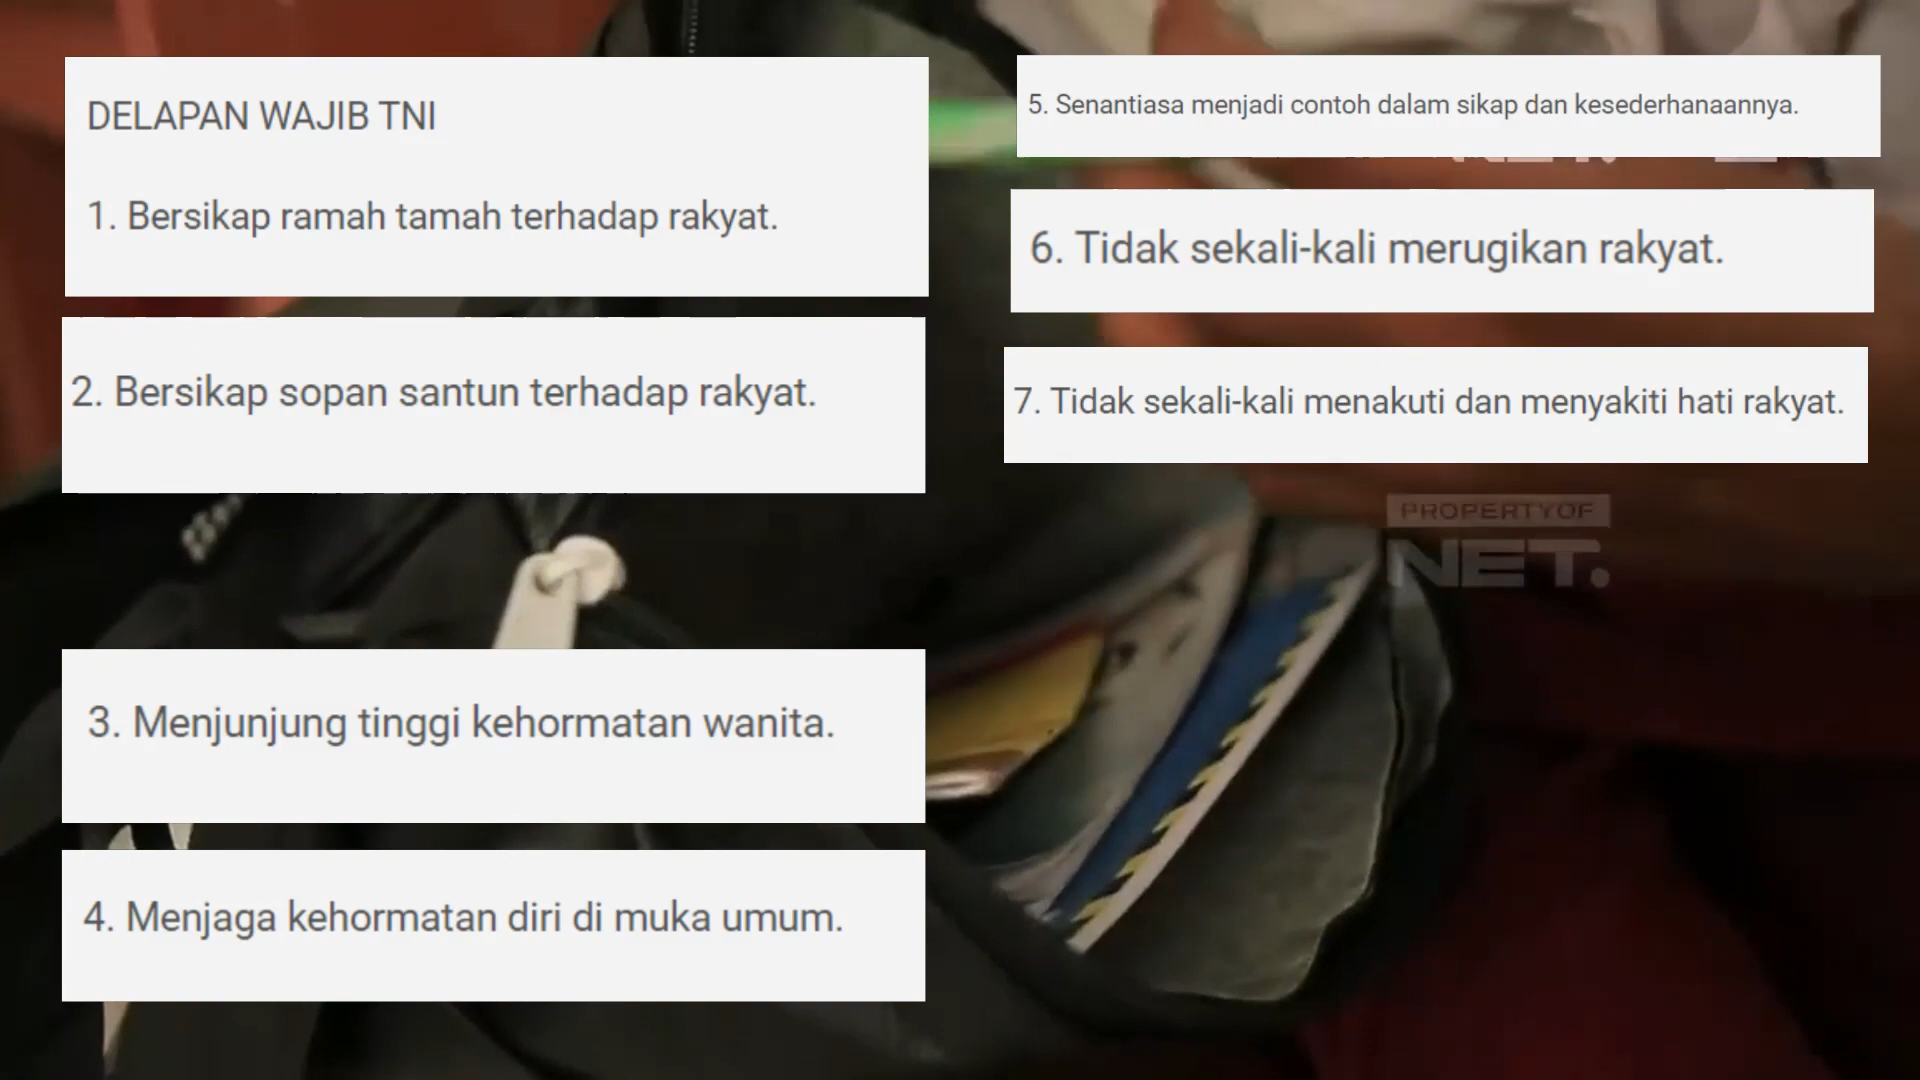 DELAPAN WAJIB TNI
1. Bersikap ramah tamah terhadap rakyat.
2. Bersikap sopan santun terhadap rakyat.
3. Menjunjung tinggi kehormatan wanita.
4. Menjaga kehormatan diri di muka umum.
5. Senantiasa menjadi contoh dalam sikap dan kesederhanaannya.
6. Tidak sekali-kali merugikan rakyat.
7. Tidak sekali-kali menakuti dan menyakiti hati rakyat.
PROPERTYOF
NET.